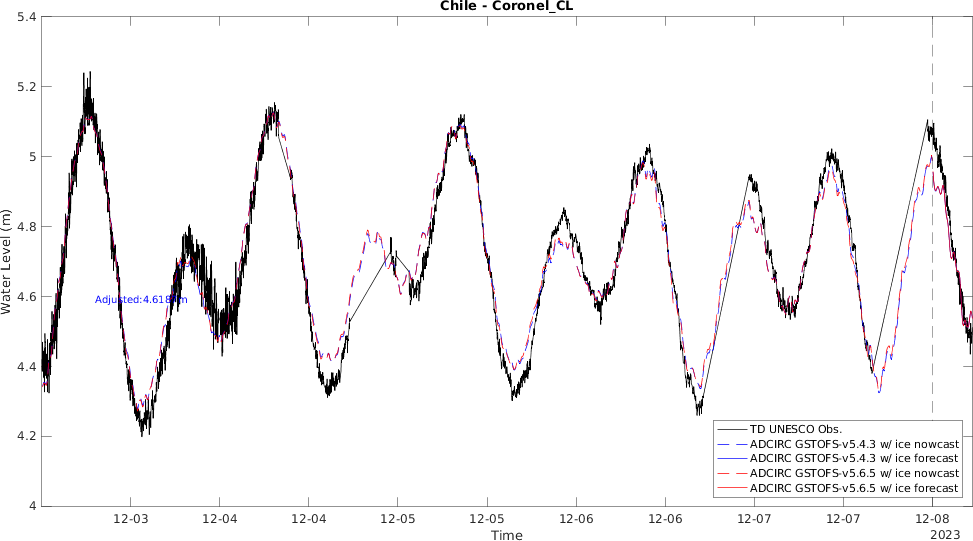 Chile - Coronel_CL
5.4
5.2
5
4.8
4.6
4.4
4.2
4
Water Level (m)
12-03
12-04
12-04
12-05
12-05
12-06
12-06
12-07
12-07
12-08
2023
Time
TD UNESCO Obs.
ADCIRC GSTOFS-v5.4.3 w/ ice nowcast
ADCIRC GSTOFS-v5.4.3 w/ ice forecast
ADCIRC GSTOFS-v5.6.5 w/ ice nowcast
ADCIRC GSTOFS-v5.6.5 w/ ice forecast